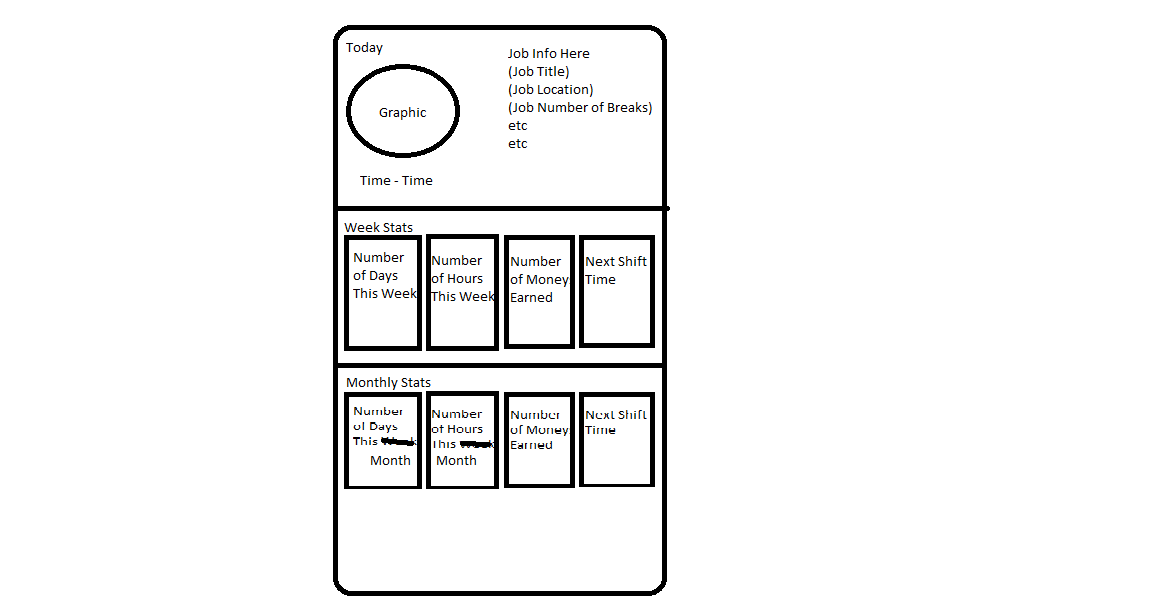 Today
Graphic
Time - Time
Job Info Here
(Job Title)
(Job Location)
(Job Number of Breaks)
etc
etc
Week Stats
Number
of Days
This Week
Number
of Hours
This Week
Number
of Money
Earned
Next Shift
Time
Monthly Stats
Number
of Days
This
Month
Number
of Hours
This
Month
Number
of Money
Earned
Next Shift
Time